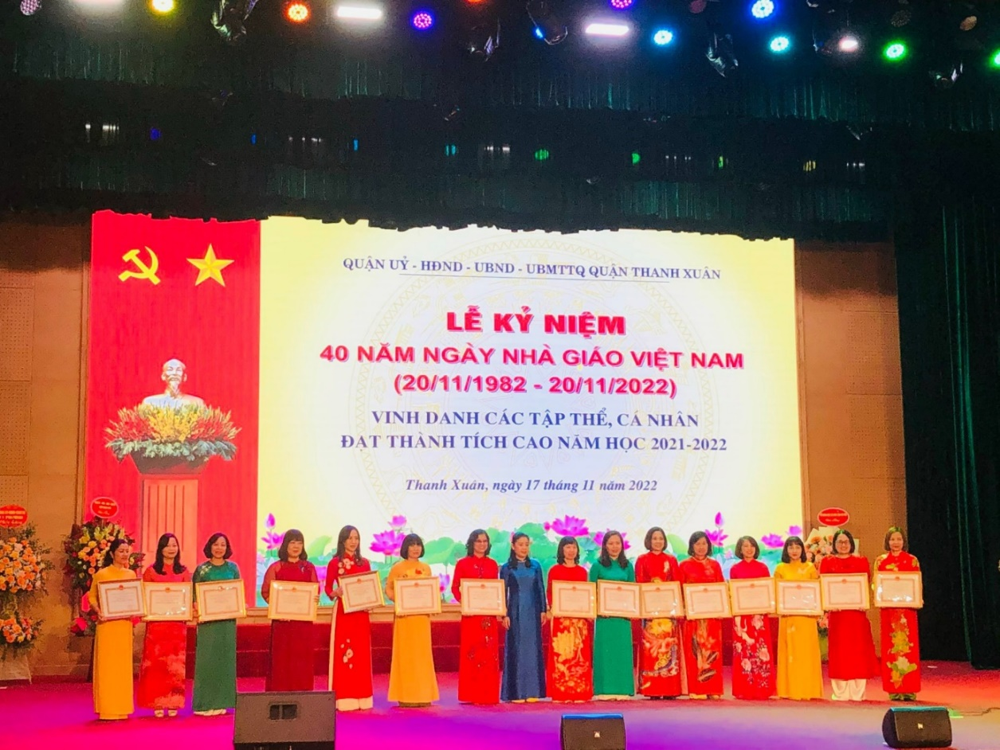 QUẬN UỶ - HĐND - UBND - UBMTTQ QUẬN THANH XUÂN
LỄ KỶ NIỆM
40 NĂM NGÀY NHÀ GIÁO VIỆT NAM
(20/11/1982 - 20/11/2022)
VINH DANH CÁC TẬP THỂ, CÁ NHÂN
ĐẠT THÀNH TÍCH CAO NĂM HỌC 2021-2022
Thanh Xuân, ngày 17 tháng 11 năm 2022